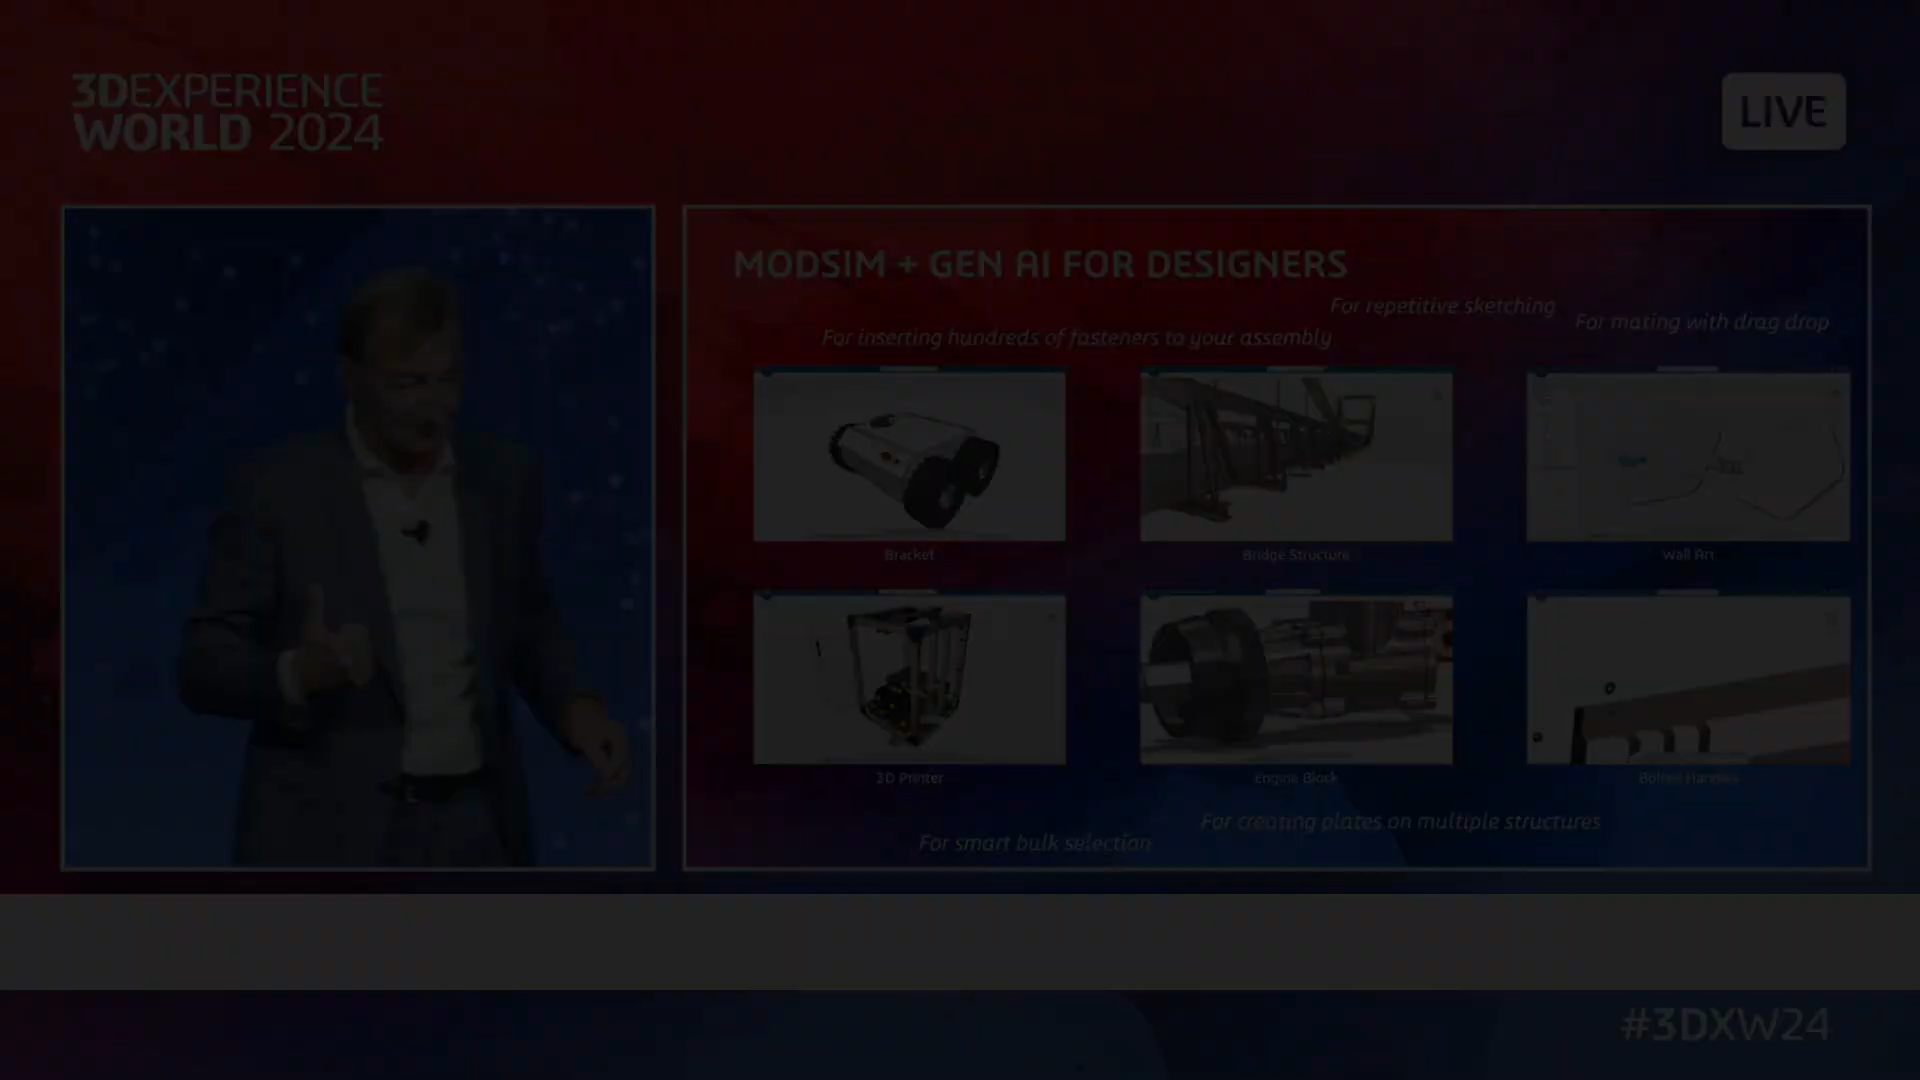 3DEXPERIENCE
WORLD 2024
LIVE
MODSIM + GEN AI FOR DESIGNERS
For repetitive sketching
For mating with drag drop
For inserting hundreds of fasteners to your assembly
Bracket
Bridge Structure
Wall Art
3D Printer
Engine Block
For creating plates on multiple structures
For smart bulk selection
#3DXW24